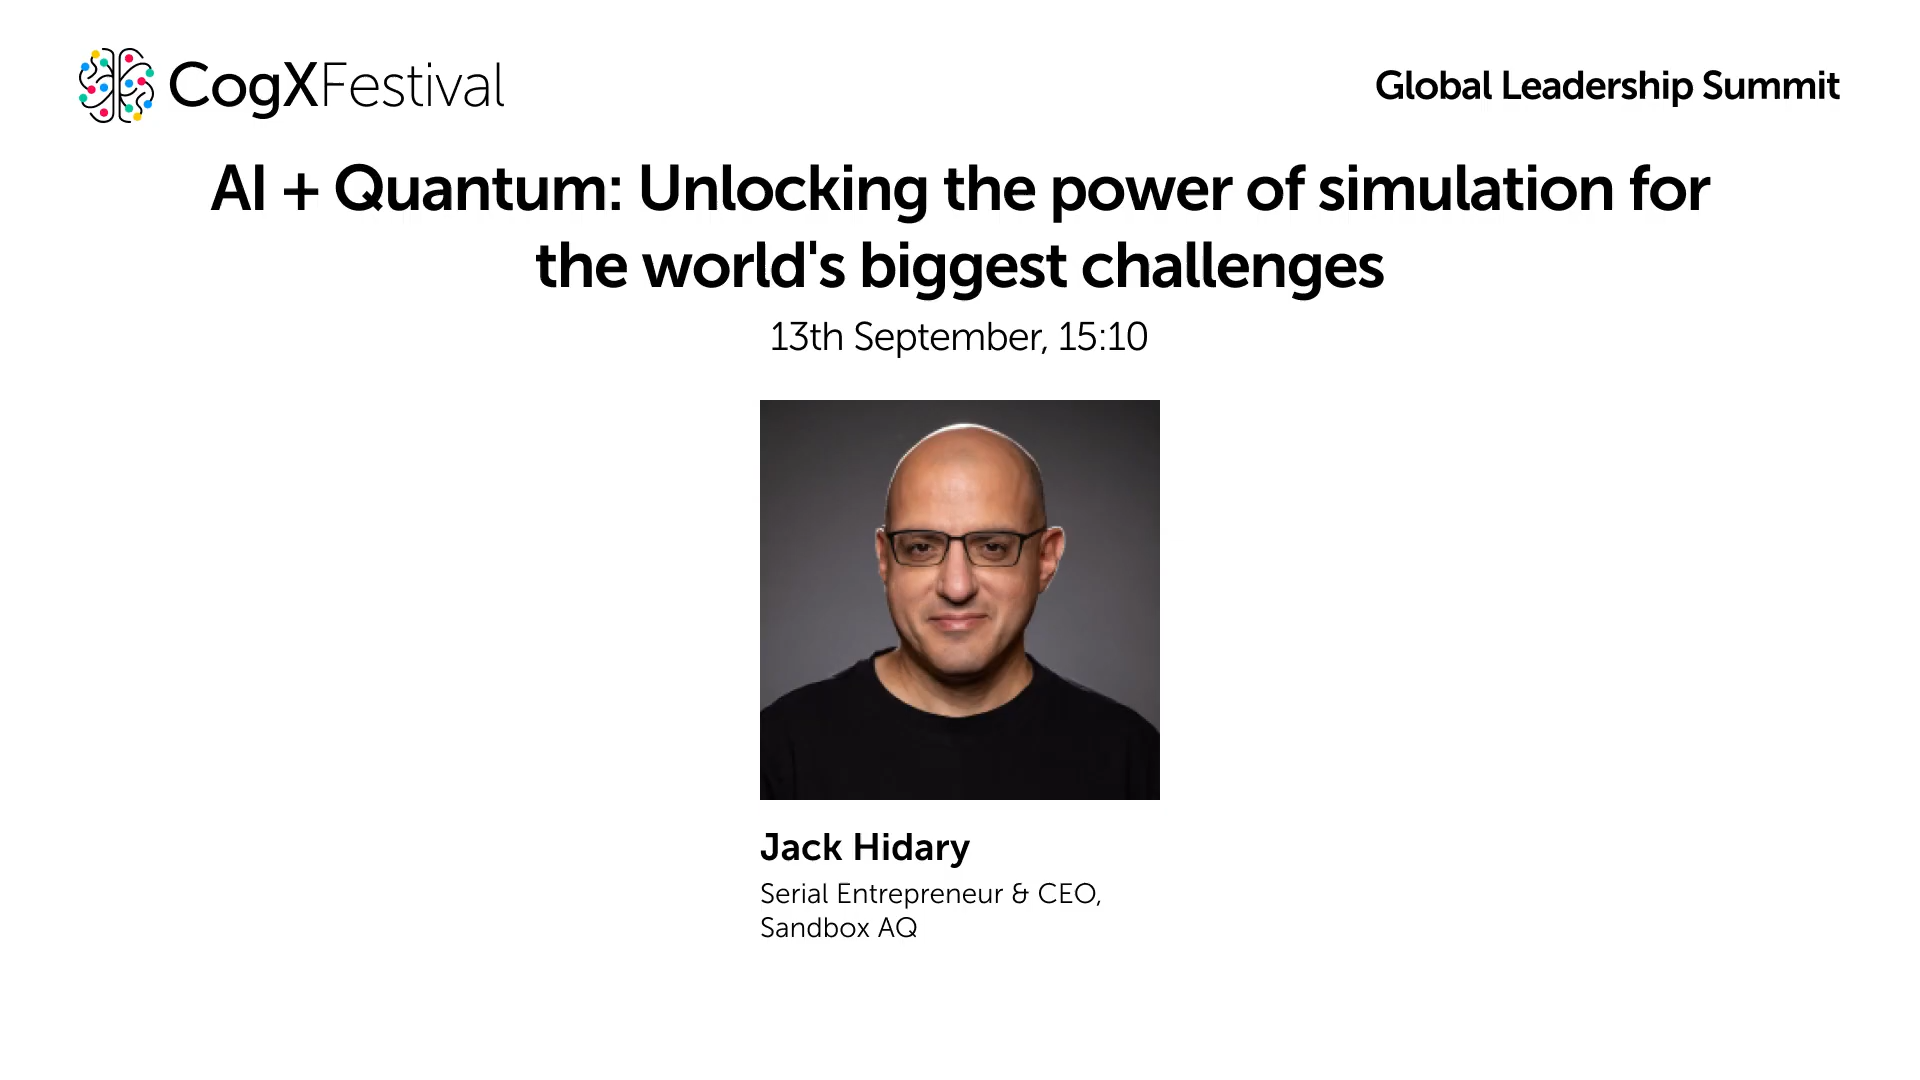 CogXFestival
Global Leadership Summit
AI + Quantum: Unlocking the power of simulation for
the world's biggest challenges
13th September, 15:10
Jack Hidary
Serial Entrepreneur & CEO,
Sandbox AQ